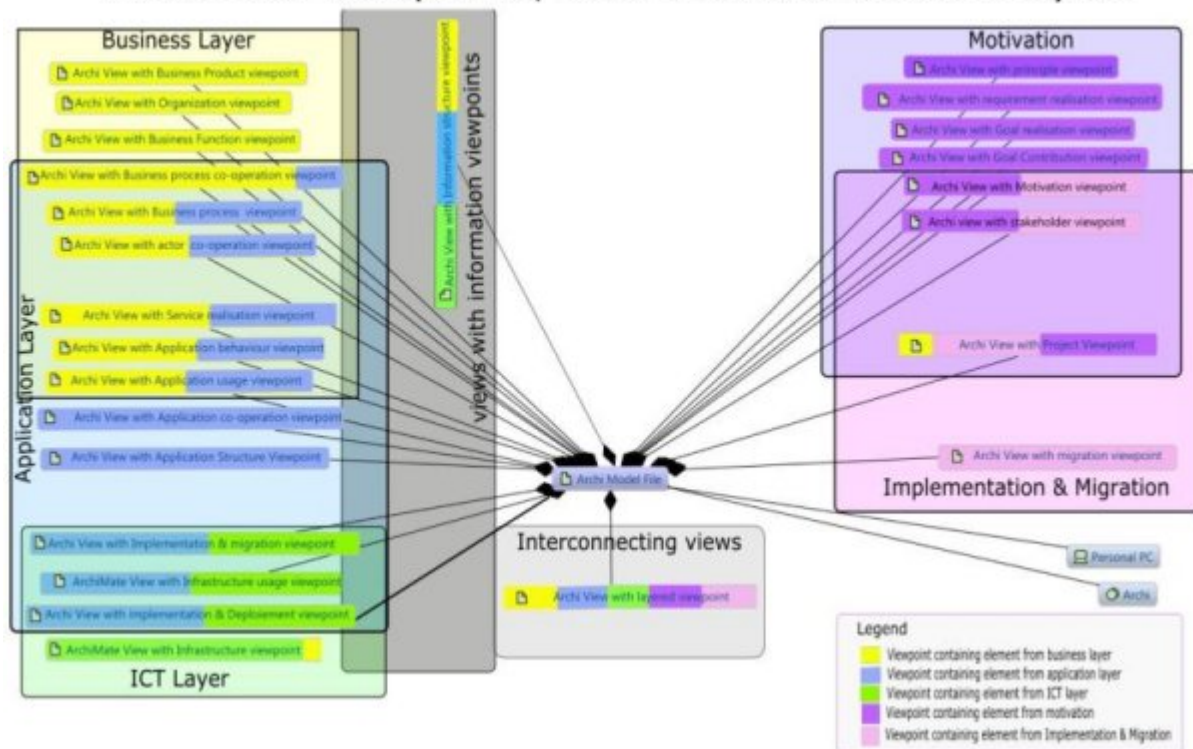 Business Layer
Archi View with Business Product viewpoint
Archi View with Organization viewpoint
Archi View with Business Function viewpoint
Archi View with Business process co-operation viewpoint
Archi View with Business process viewpoint
Archi View with actor co-operation viewpoint
Archi View with Service realisation viewpoint
Archi View with Application behaviour viewpoint
Archi View with Application usage viewpoint
Archi View with Application co-operation viewpoint
Archi View with Application Structure Viewpoint
Application Layer
Archi View with Implementation & migration viewpoint
ArchiMate View with Infrastructure usage viewpoint
Archi View with Implementation & Deploiement viewpoint
ArchiMate View with Infrastructure viewpoint
ICT Layer
Archi View with Information structure viewpoint
views with information viewpoints
Archi Model File
Interconnecting views
Archi View with layered viewpoint
Motivation
Archi View with principle viewpoint
Archi View with requirement realisation viewpoint
Archi View with Goal realisation viewpoint
Archi View with Goal Contribution viewpoint
Archi View with Motivation viewpoint
Archi view with stakeholder viewpoint
Archi View with Project Viewpoint
Archi View with migration viewpoint
Implementation & Migration
Personal PC
Archi
Legend
Viewpoint containing element from business layer
Viewpoint containing element from application layer
Viewpoint containing element from ICT layer
Viewpoint containing element from motivation
Viewpoint containing element from Implementation & Migration